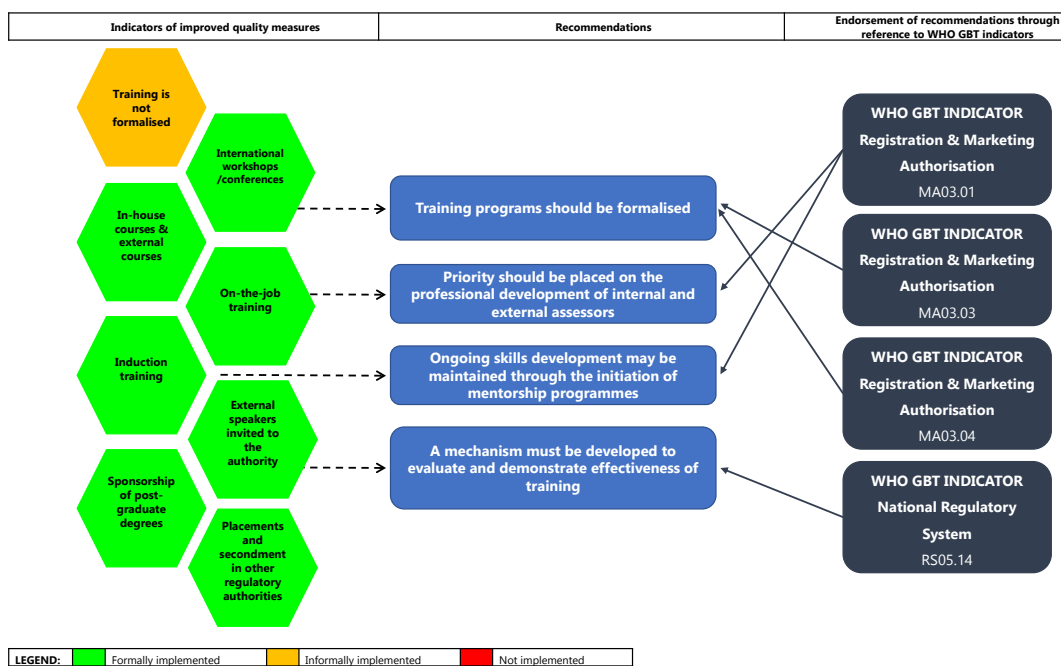 Indicators of improved quality measures
Recommendations
Endorsement of recommendations through
reference to WHO GBT indicators
Training is
not
formalised
International
workshops
/conferences
In-house
courses &
external
courses
On-the-job
training
Induction
training
External
speakers
invited to
the
authority
Sponsorship
of post-
graduate
degrees
Placements
and
secondment
in other
regulatory
authorities
Training programs should be formalised
Priority should be placed on the
professional development of internal and
external assessors
Ongoing skills development may be
maintained through the initiation of
mentorship programmes
A mechanism must be developed to
evaluate and demonstrate effectiveness of
training
WHO GBT INDICATOR
Registration & Marketing
Authorisation
MA03.01
WHO GBT INDICATOR
Registration & Marketing
Authorisation
MA03.03
WHO GBT INDICATOR
Registration & Marketing
Authorisation
MA03.04
WHO GBT INDICATOR
National Regulatory
System
RS05.14
LEGEND: Formally implemented Informally implemented Not implemented